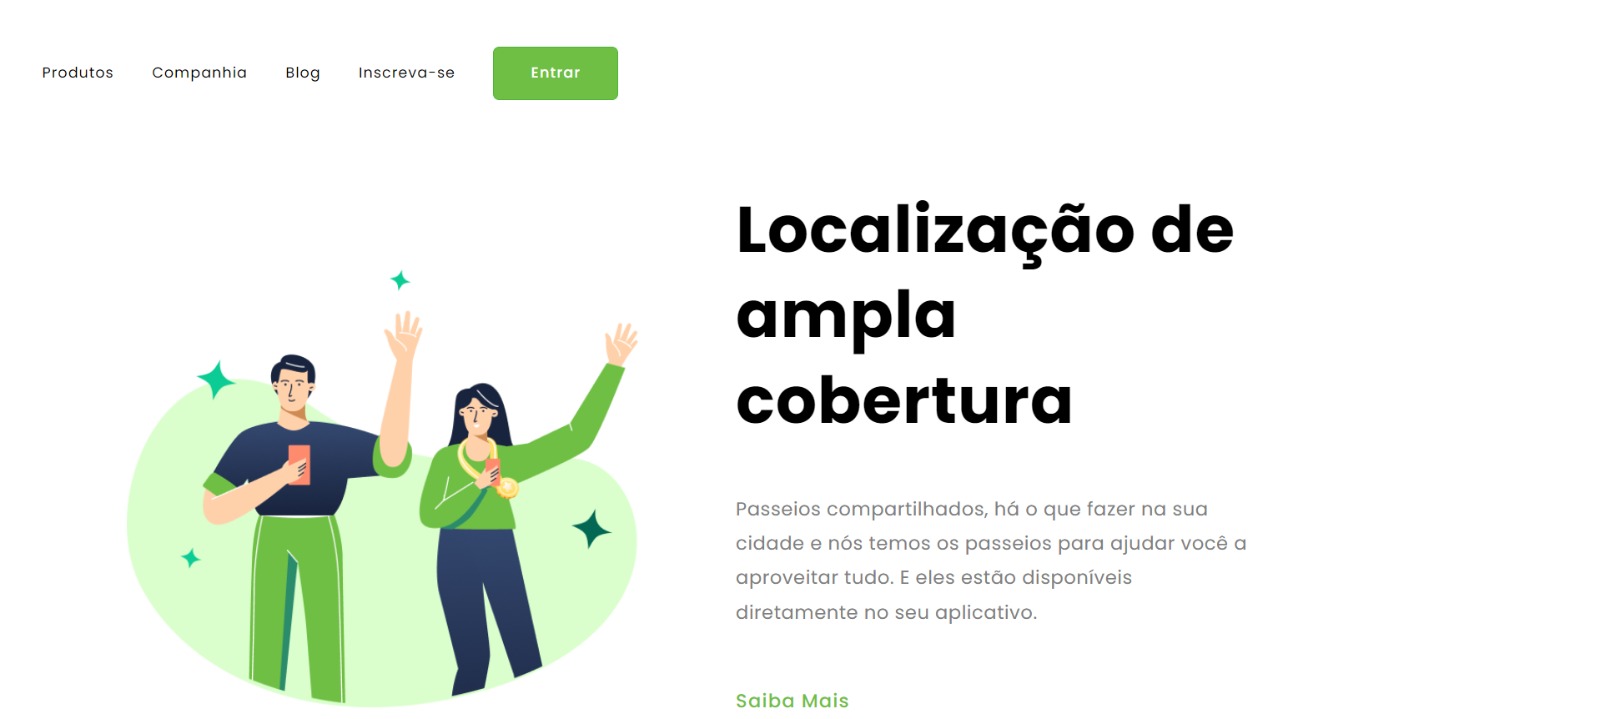 Produtos Companhia Blog Inscreva-se Entrar
Localização de
ampla
cobertura
Passeios compartilhados, há o que fazer na sua
cidade e nós temos os passeios para ajudar você a
aproveitar tudo. E eles estão disponíveis
diretamente no seu aplicativo.
Saiba Mais